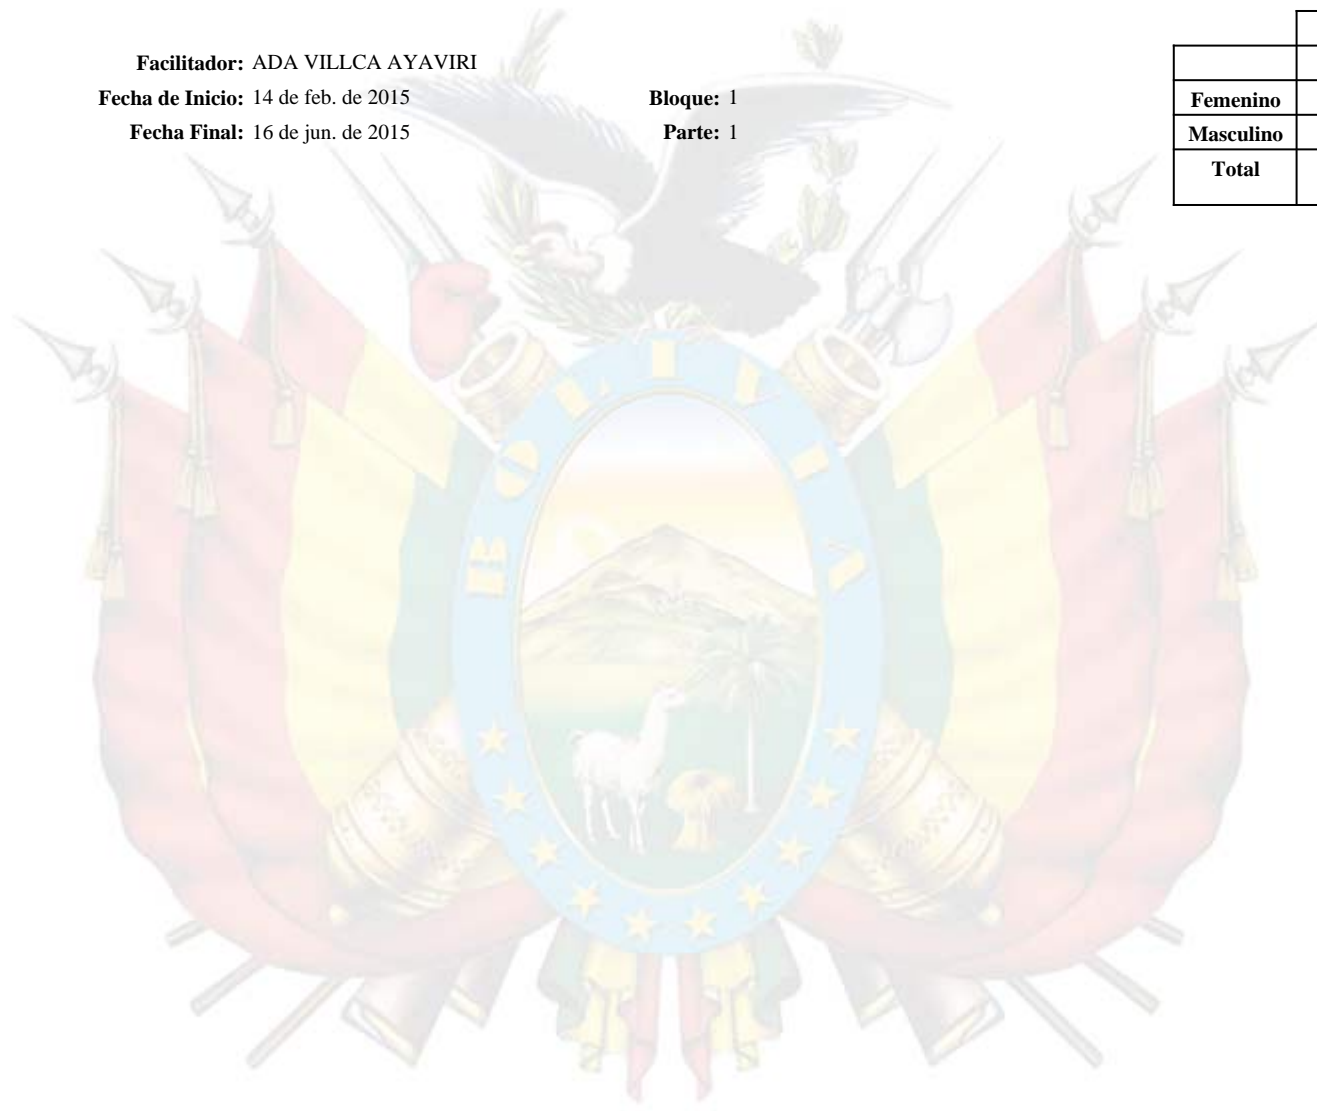 Facilitador: ADA VILLCA AYAVIRI
Fecha de Inicio: 14 de feb. de 2015 Bloque: 1
Fecha Final: 16 de jun. de 2015 Parte: 1
Femenino
Masculino
Total
BOLIVIA